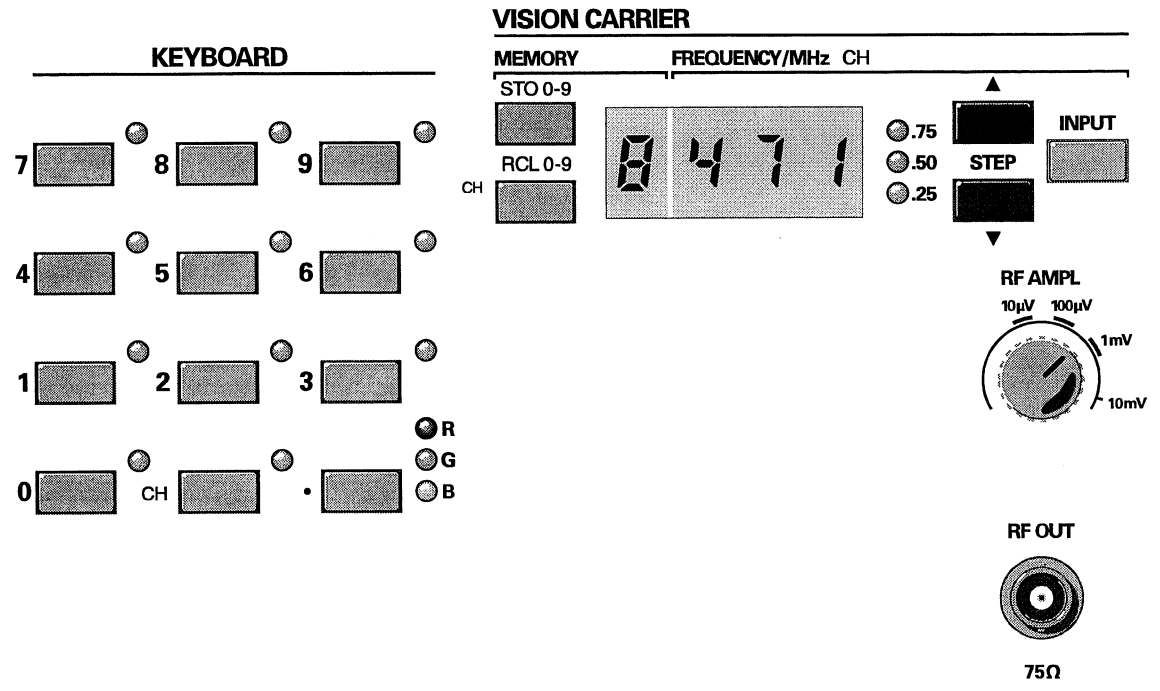 VISION CARRIER
KEYBOARD
MEMORY
FREQUENCY/MHz CH
STO 0-9
RCL 0-9
CH
8 471
.75
.50
.25
▲
STEP
▼
INPUT
7 8 9
4 5 6
1 2 3
0 CH .
R
G
B
RF AMPL
10µV 100µV
1mV
10mV
RF OUT
75Ω